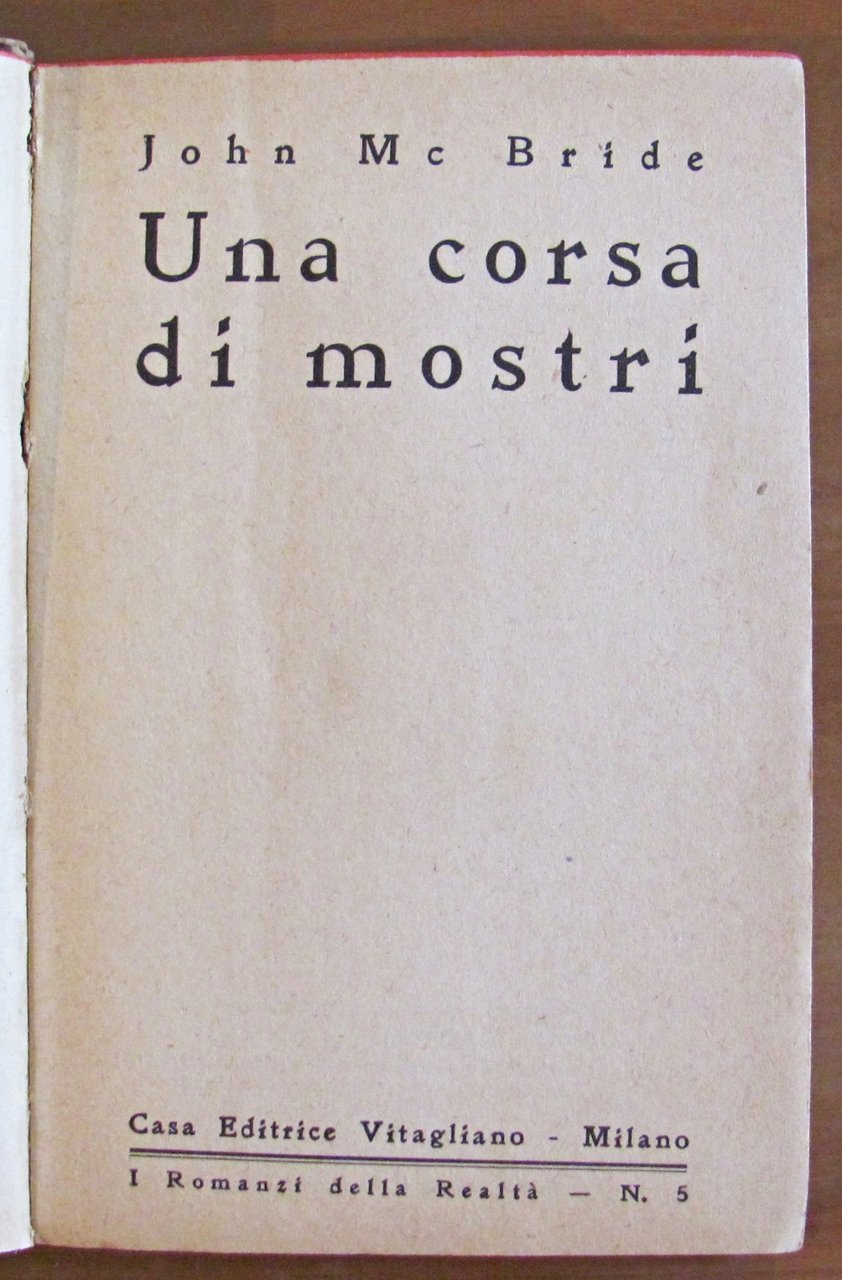 John Mc Bride
Una corsa
di mostri
Casa Editrice Vitagliano - Milano
I Romanzi della Realtà — N. 5